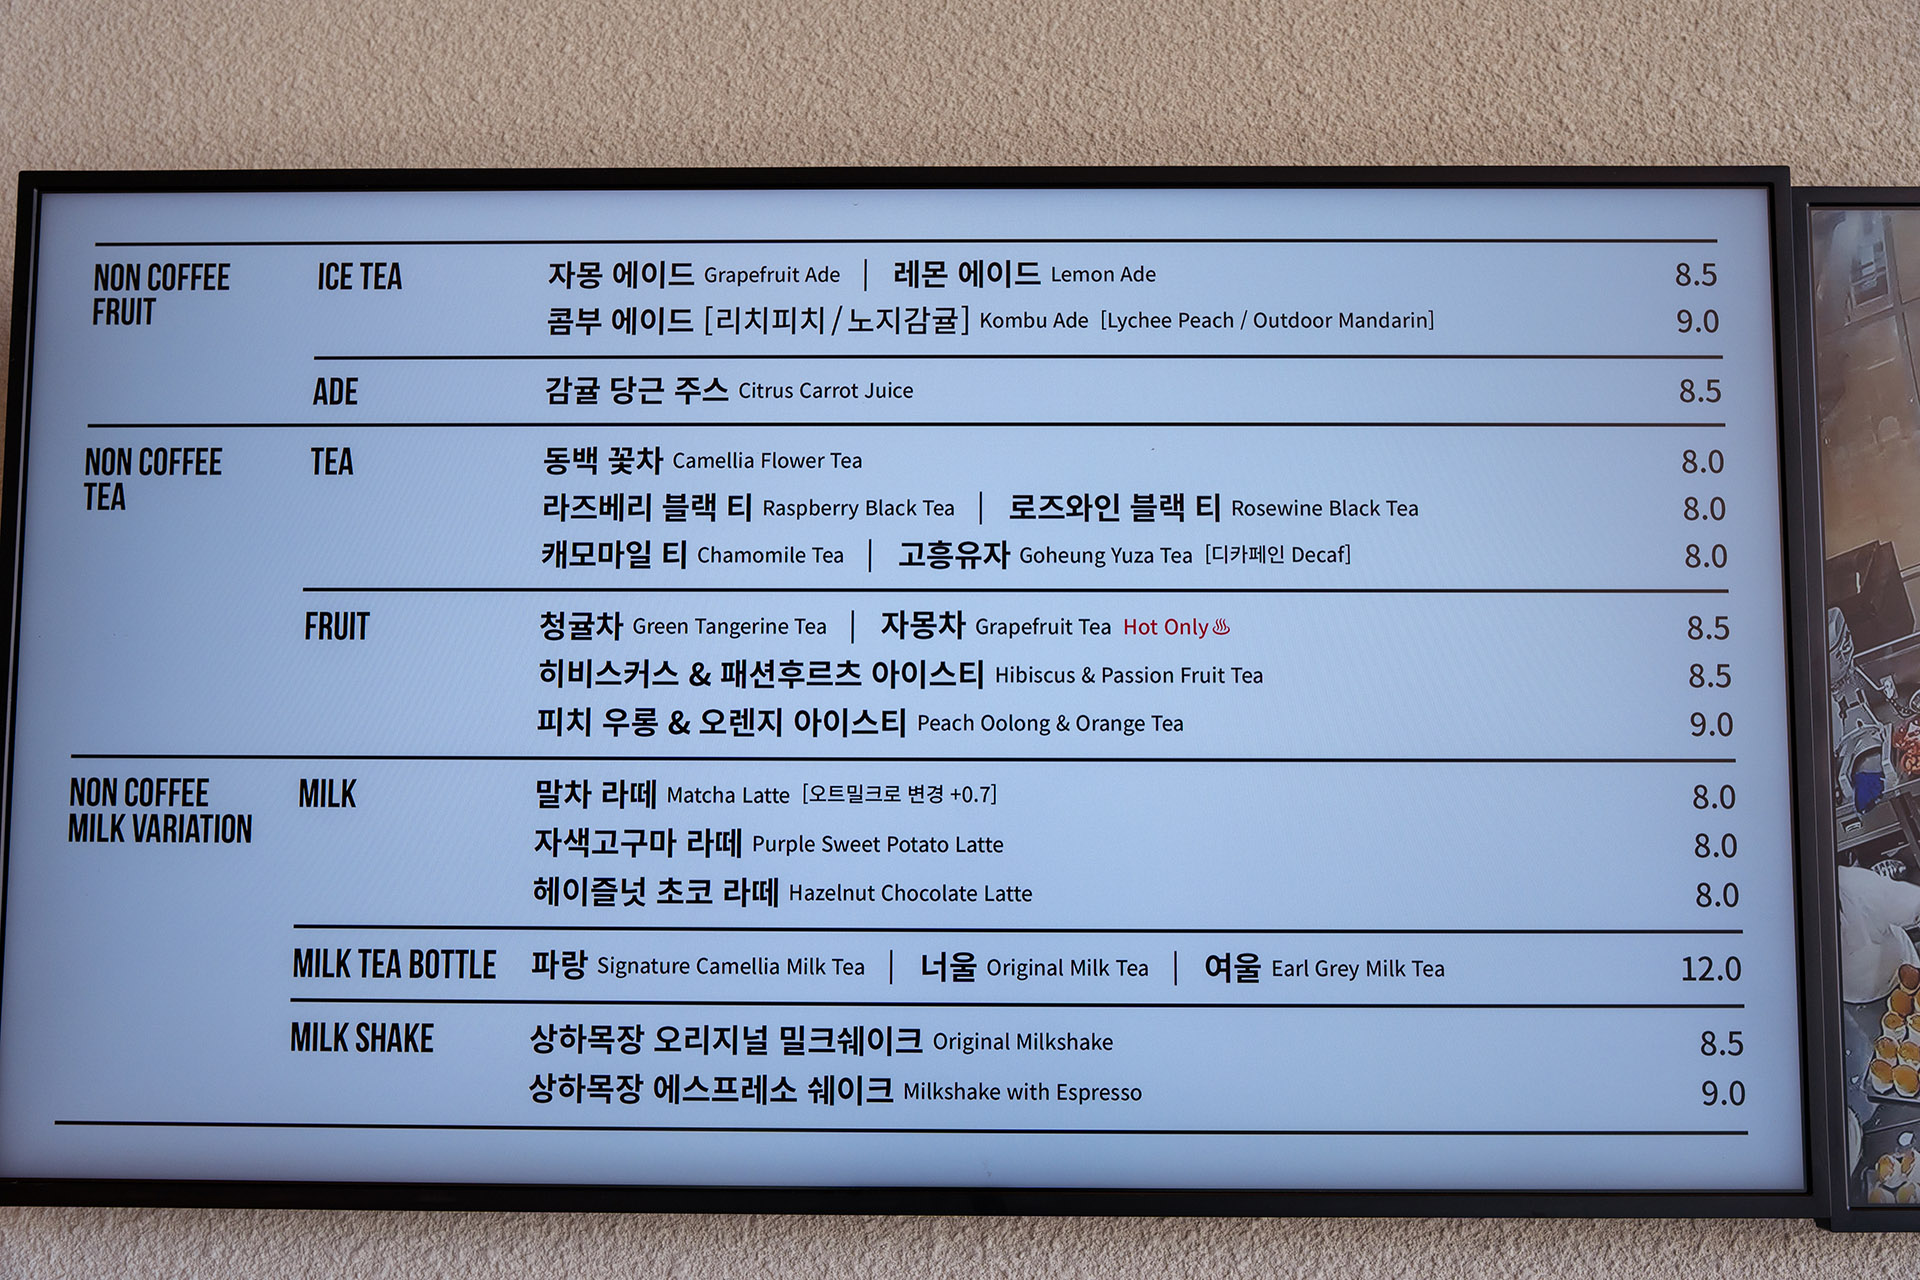 NON COFFEE
FRUIT
ICE TEA
자몽 에이드 Grapefruit Ade | 레몬 에이드 Lemon Ade 8.5
콤부 에이드 [리치피치/노지감귤] Kombu Ade [Lychee Peach / Outdoor Mandarin] 9.0
ADE
감귤 당근 주스 Citrus Carrot Juice 8.5
NON COFFEE
TEA
TEA
동백 꽃차 Camellia Flower Tea 8.0
라즈베리 블랙 티 Raspberry Black Tea | 로즈와인 블랙 티 Rosewine Black Tea 8.0
캐모마일 티 Chamomile Tea | 고흥유자 Goheung Yuza Tea [디카페인 Decaf] 8.0
FRUIT
청귤차 Green Tangerine Tea | 자몽차 Grapefruit Tea Hot Only♨ 8.5
히비스커스 & 패션후르츠 아이스티 Hibiscus & Passion Fruit Tea 8.5
피치 우롱 & 오렌지 아이스티 Peach Oolong & Orange Tea 9.0
NON COFFEE
MILK VARIATION
MILK
말차 라떼 Matcha Latte [오트밀크로 변경 +0.7] 8.0
자색고구마 라떼 Purple Sweet Potato Latte 8.0
헤이즐넛 초코 라떼 Hazelnut Chocolate Latte 8.0
MILK TEA BOTTLE
파랑 Signature Camellia Milk Tea | 너울 Original Milk Tea | 여울 Earl Grey Milk Tea 12.0
MILK SHAKE
상하목장 오리지널 밀크쉐이크 Original Milkshake 8.5
상하목장 에스프레소 쉐이크 Milkshake with Espresso 9.0